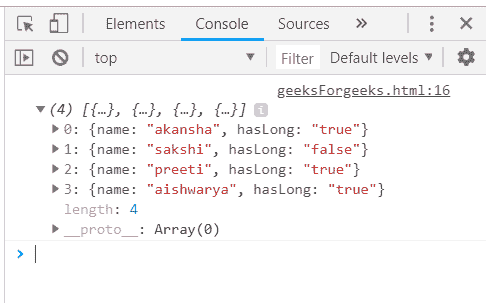 Elements Console Sources »
top Filter Default levels
geeksForgeeks.html:16
(4) [{…}, {…}, {…}, {…}] i
0: {name: "akansha", hasLong: "true"}
1: {name: "sakshi", hasLong: "false"}
2: {name: "preeti", hasLong: "true"}
3: {name: "aishwarya", hasLong: "true"}
length: 4
__proto__: Array(0)
>